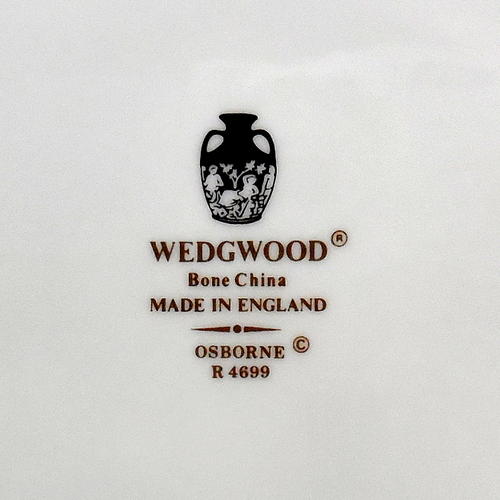 WEDGWOOD®
Bone China
MADE IN ENGLAND
OSBORNE ©
R 4699